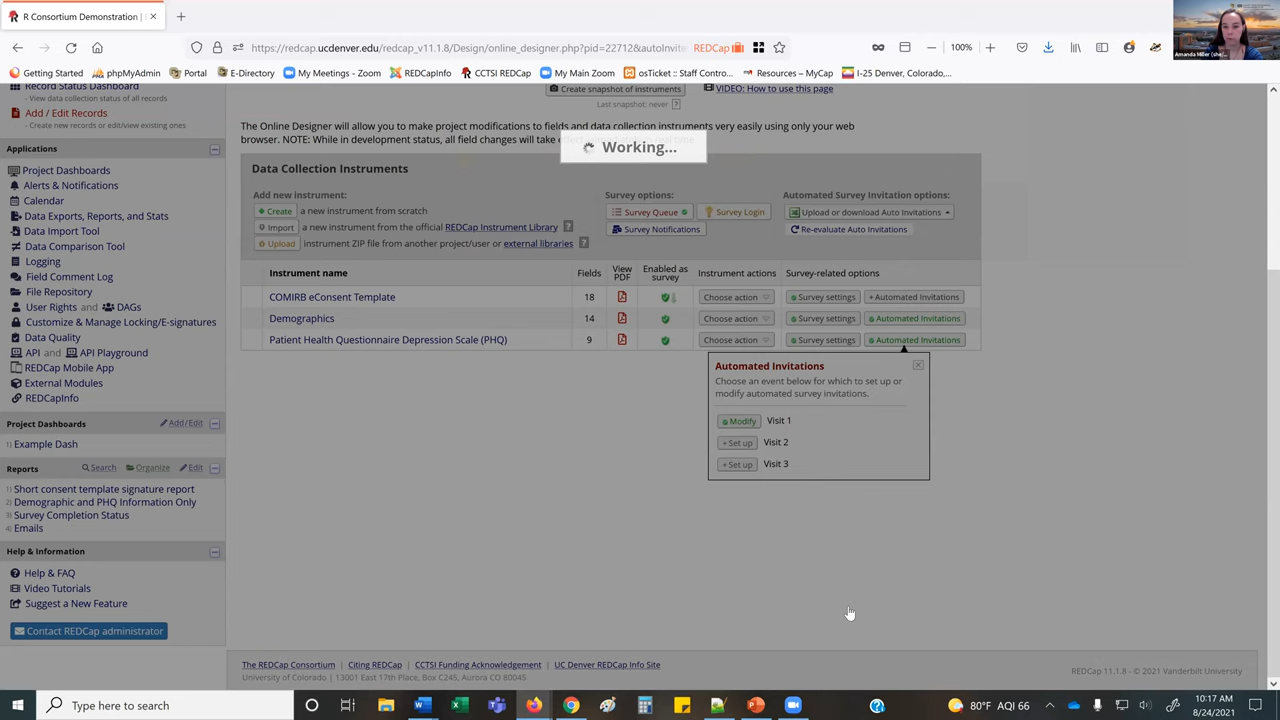 R Consortium Demonstration |
https://redcap.ucdenver.edu/redcap_v11.1.8/Design/online_designer.php?pid=22712&autoInvite
REDCap
100%
Getting Started
phpMyAdmin
Portal
E-Directory
My Meetings - Zoom
REDCapInfo
CCTSI REDCap
My Main Zoom
osTicket :: Staff Contro...
Resources – MyCap
I-25 Denver, Colorado,...
Record Status Dashboard
- View data collection status of all records
Add / Edit Records
- Create new records or edit/view existing ones
Applications
Project Dashboards
Alerts & Notifications
Calendar
Data Exports, Reports, and Stats
Data Import Tool
Data Comparison Tool
Logging
Field Comment Log
File Repository
User Rights and DAGs
Customize & Manage Locking/E-signatures
Data Quality
API and API Playground
REDCap Mobile App
External Modules
REDCapInfo
Project Dashboards
Add/Edit
1) Example Dash
Reports
Search
Organize
Edit
1) Short consent template signature report
2) Demographic and PHQ Information Only
3) Survey Completion Status
4) Emails
Help & Information
Help & FAQ
Video Tutorials
Suggest a New Feature
Contact REDCap administrator
Create snapshot of instruments
VIDEO: How to use this page
Last snapshot: never ?
The Online Designer will allow you to make project modifications to fields and data collection instruments very easily using only your web
browser. NOTE: While in development status, all field changes will take
Working...
Data Collection Instruments
Add new instrument:
Create a new instrument from scratch
Import a new instrument from the official REDCap Instrument Library ?
Upload instrument ZIP file from another project/user or external libraries ?
Survey options:
Survey Queue
Survey Login
Survey Notifications
Automated Survey Invitation options:
Upload or download Auto Invitations
Re-evaluate Auto Invitations
Instrument name
Fields
View
PDF
Enabled as
survey
Instrument actions
Survey-related options
COMIRB eConsent Template 18 Choose action Survey settings + Automated Invitations
Demographics 14 Choose action Survey settings Automated Invitations
Patient Health Questionnaire Depression Scale (PHQ) 9 Choose action Survey settings Automated Invitations
Automated Invitations
Choose an event below for which to set up or
modify automated survey invitations.
Modify Visit 1
+ Set up Visit 2
+ Set up Visit 3
The REDCap Consortium | Citing REDCap | CCTSI Funding Acknowledgement | UC Denver REDCap Info Site
University of Colorado | 13001 East 17th Place, Box C245, Aurora CO 80045
REDCap 11.1.8 - © 2021 Vanderbilt University
Type here to search
80°F AQI 66
10:17 AM
8/24/2021